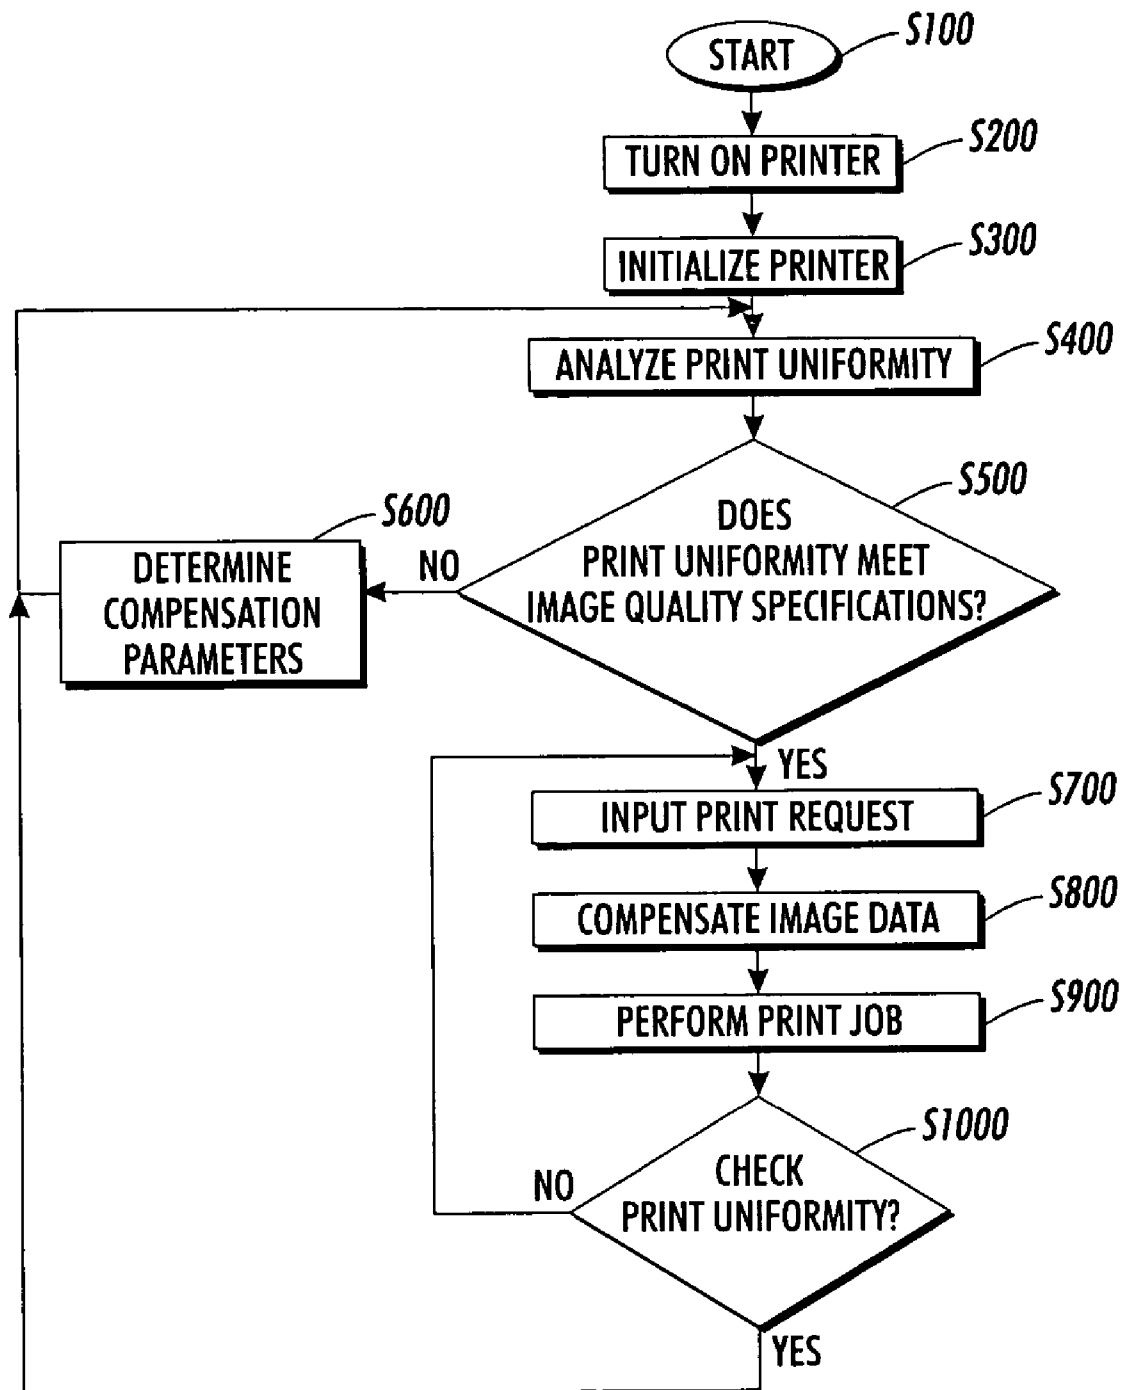 START
S100
TURN ON PRINTER
S200
INITIALIZE PRINTER
S300
ANALYZE PRINT UNIFORMITY
S400
DOES
PRINT UNIFORMITY MEET
IMAGE QUALITY SPECIFICATIONS?
S500
NO
S600
DETERMINE
COMPENSATION
PARAMETERS
YES
INPUT PRINT REQUEST
S700
COMPENSATE IMAGE DATA
S800
PERFORM PRINT JOB
S900
CHECK
PRINT UNIFORMITY?
S1000
NO
YES